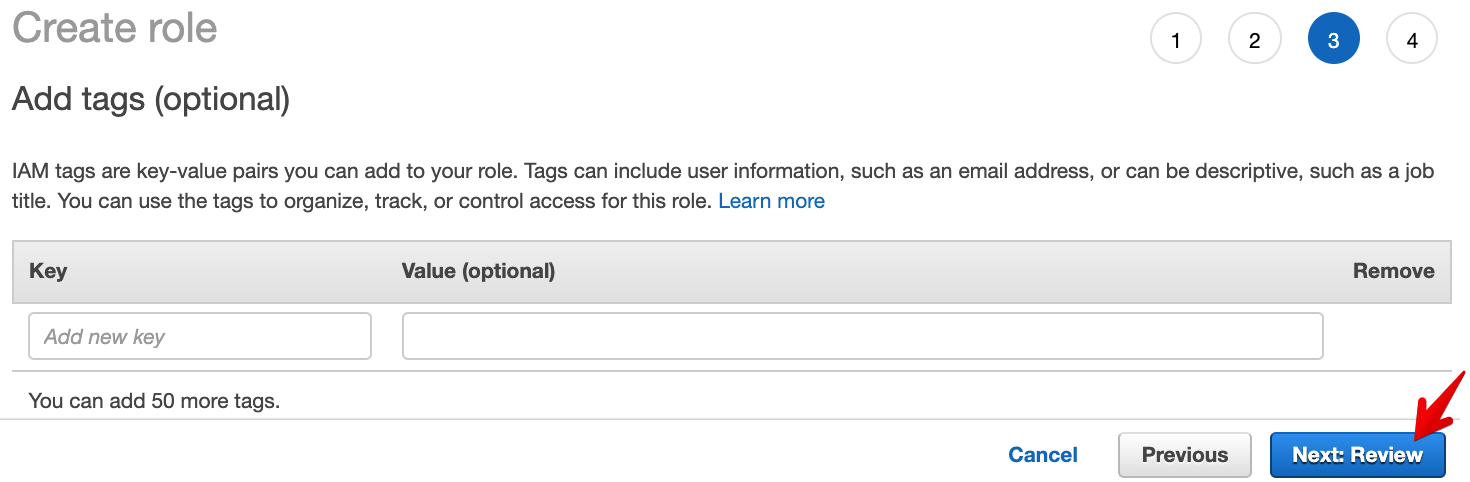 Create role
1 2 3 4
Add tags (optional)
IAM tags are key-value pairs you can add to your role. Tags can include user information, such as an email address, or can be descriptive, such as a job
title. You can use the tags to organize, track, or control access for this role. Learn more
Key Value (optional) Remove
Add new key
You can add 50 more tags.
Cancel Previous Next: Review